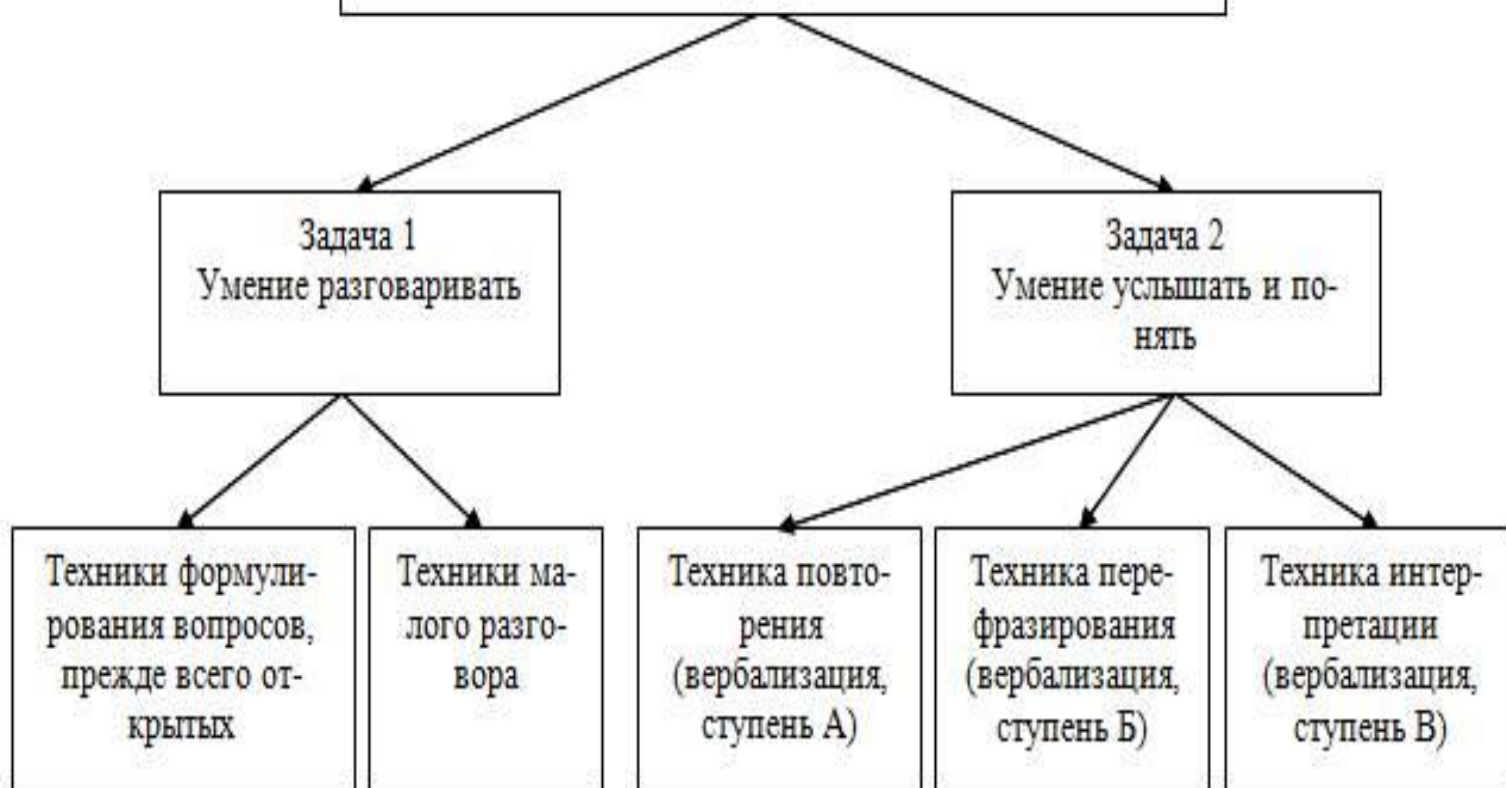 Задача 1
Умение разговаривать
Задача 2
Умение услышать и по-
нять
Техники формули-
рования вопросов,
прежде всего от-
крытых
Техники ма-
лого разго-
вора
Техника повто-
рения
(вербализация,
ступень А)
Техника пере-
фразирования
(вербализация,
ступень Б)
Техника интер-
претации
(вербализация,
ступень В)